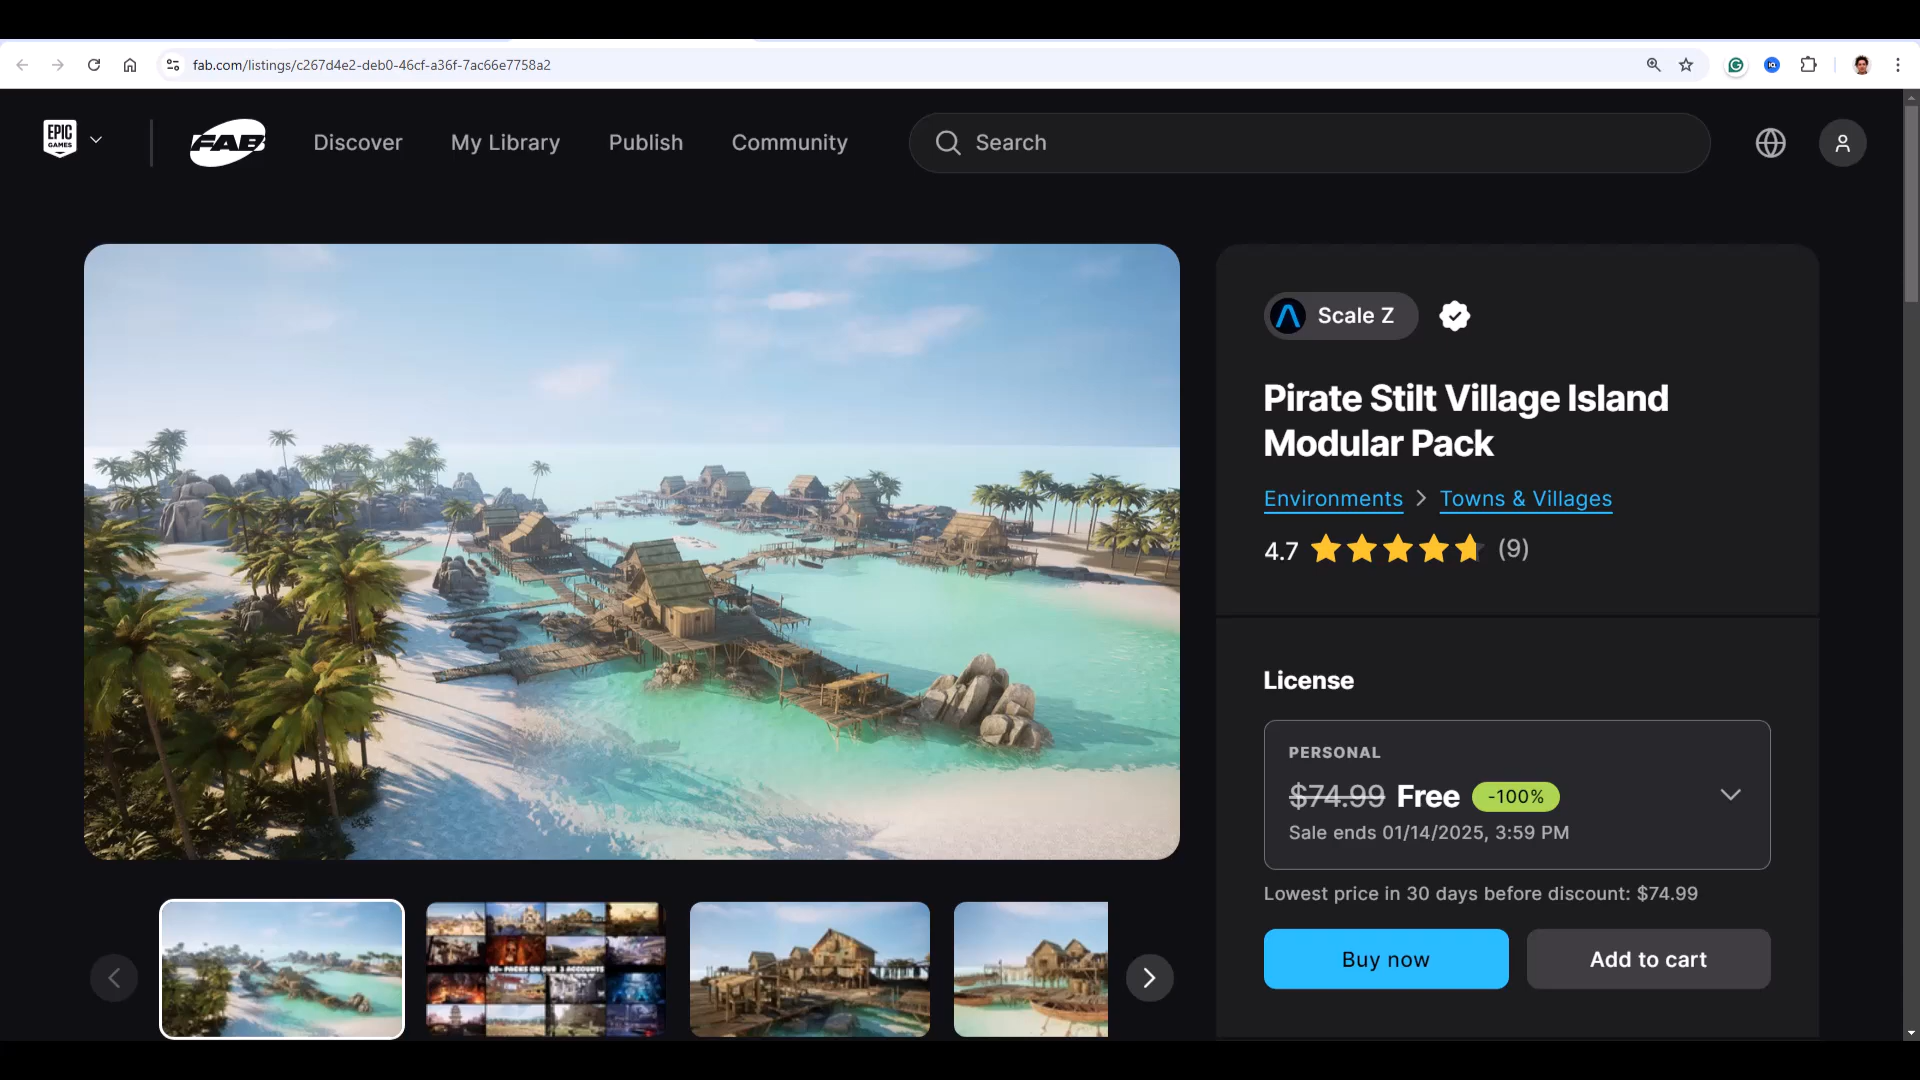 fab.com/listings/c267d4e2-deb0-46cf-a36f-7ac66e7758a2
EPIC
GAMES
FAB
Discover
My Library
Publish
Community
Search
Scale Z
Pirate Stilt Village Island
Modular Pack
Environments
Towns & Villages
4.7
(9)
License
PERSONAL
$74.99 Free -100%
Sale ends 01/14/2025, 3:59 PM
Lowest price in 30 days before discount: $74.99
Buy now
Add to cart